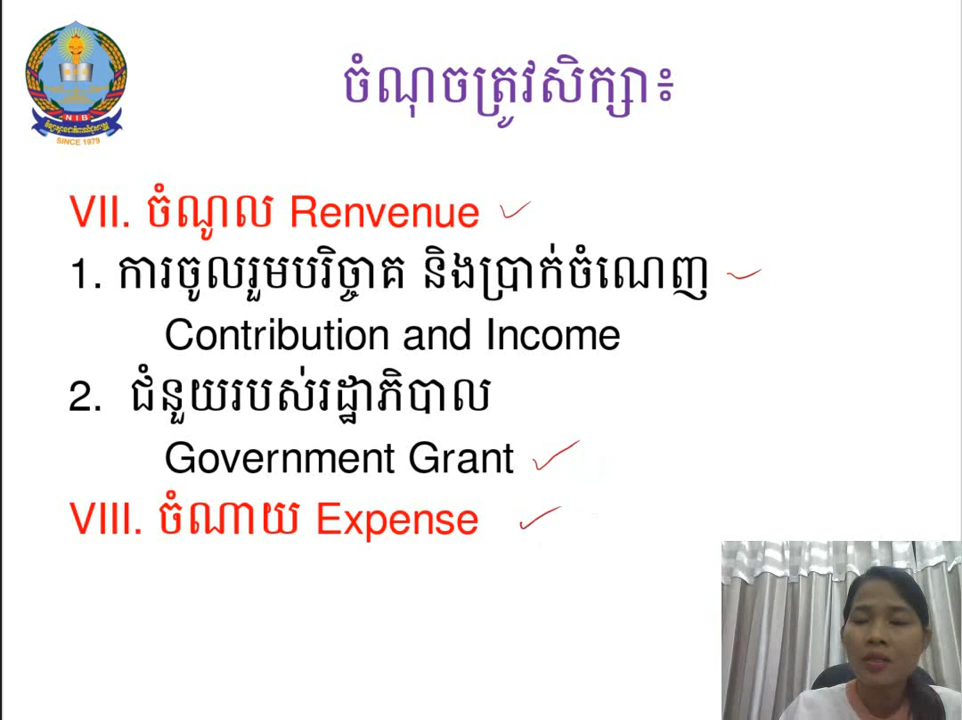 NIB
SINCE 1979
ចំណុចត្រូវសិក្សា៖
VII. ចំណូល Renvenue
1. ការចូលរួមបរិច្ចាគ និងប្រាក់ចំណេញ
Contribution and Income
2. ជំនួយរបស់រដ្ឋាភិបាល
Government Grant
VIII. ចំណាយ Expense